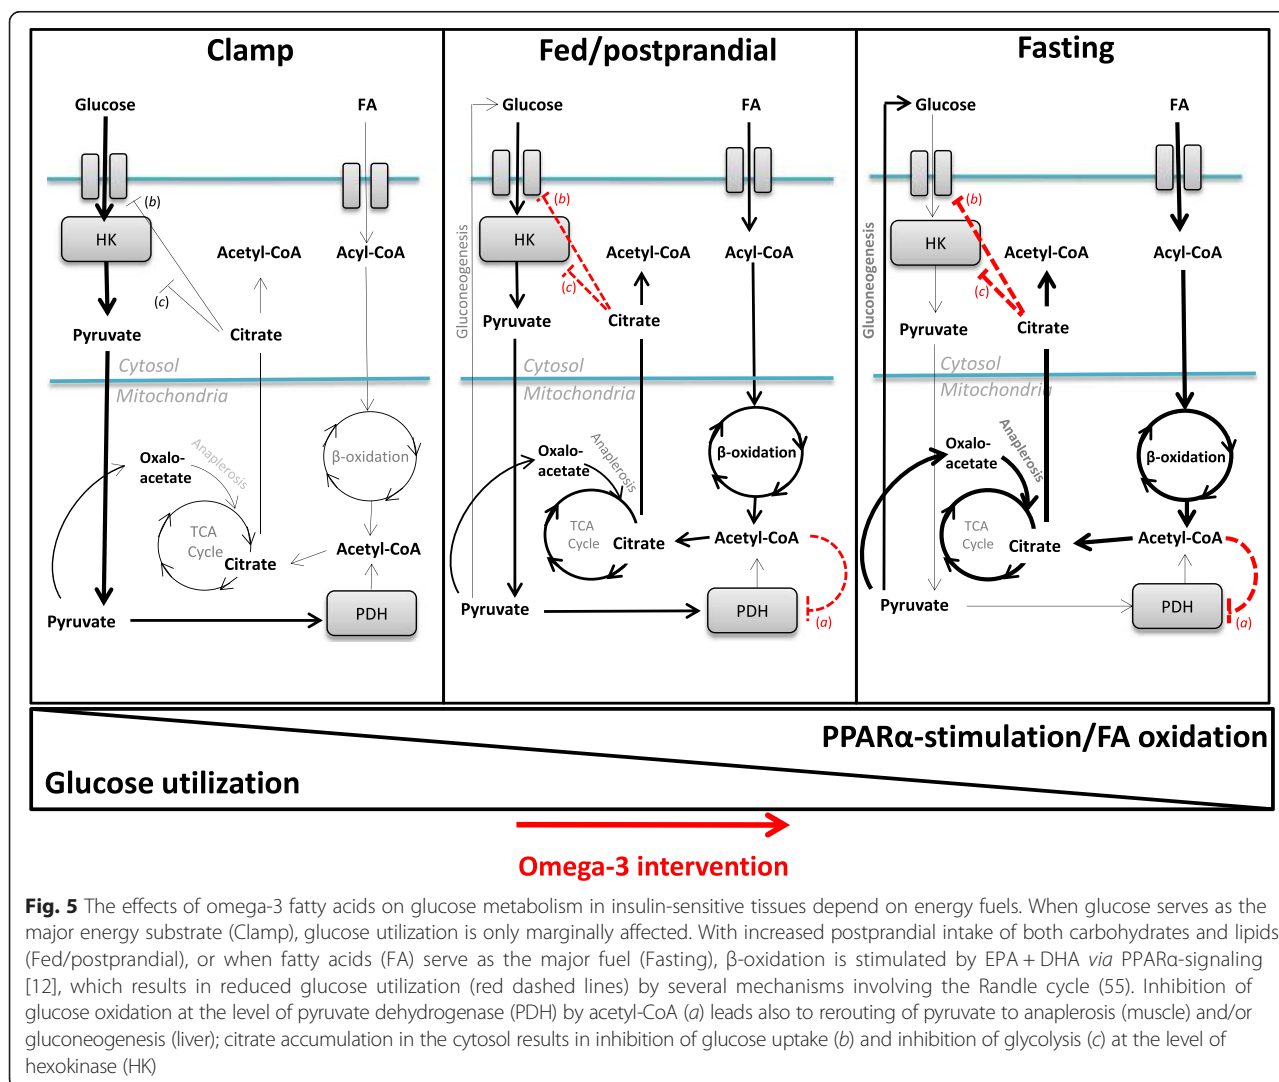 Clamp
Glucose
FA
(b)
HK
Acetyl-CoA
Acyl-CoA
(c)
Pyruvate
Citrate
Cytosol
Mitochondria
β-oxidation
Anaplerosis
Oxalo-
acetate
TCA
Cycle
Citrate
Acetyl-CoA
Pyruvate
PDH
Fed/postprandial
Glucose
FA
(b)
HK
Acetyl-CoA
Acyl-CoA
Gluconeogenesis
(c)
Pyruvate
Citrate
Cytosol
Mitochondria
Anaplerosis
Oxalo-
acetate
β-oxidation
TCA
Cycle
Citrate
Acetyl-CoA
Pyruvate
PDH
(a)
Fasting
Glucose
FA
(b)
HK
Acetyl-CoA
Acyl-CoA
Gluconeogenesis
(c)
Pyruvate
Citrate
Cytosol
Mitochondria
Anaplerosis
Oxalo-
acetate
β-oxidation
TCA
Cycle
Citrate
Acetyl-CoA
Pyruvate
PDH
(a)
PPARα-stimulation/FA oxidation
Glucose utilization
Omega-3 intervention
Fig. 5 The effects of omega-3 fatty acids on glucose metabolism in insulin-sensitive tissues depend on energy fuels. When glucose serves as the
major energy substrate (Clamp), glucose utilization is only marginally affected. With increased postprandial intake of both carbohydrates and lipids
(Fed/postprandial), or when fatty acids (FA) serve as the major fuel (Fasting), β-oxidation is stimulated by EPA + DHA via PPARα-signaling
[12], which results in reduced glucose utilization (red dashed lines) by several mechanisms involving the Randle cycle (55). Inhibition of
glucose oxidation at the level of pyruvate dehydrogenase (PDH) by acetyl-CoA (a) leads also to rerouting of pyruvate to anaplerosis (muscle) and/or
gluconeogenesis (liver); citrate accumulation in the cytosol results in inhibition of glucose uptake (b) and inhibition of glycolysis (c) at the level of
hexokinase (HK)